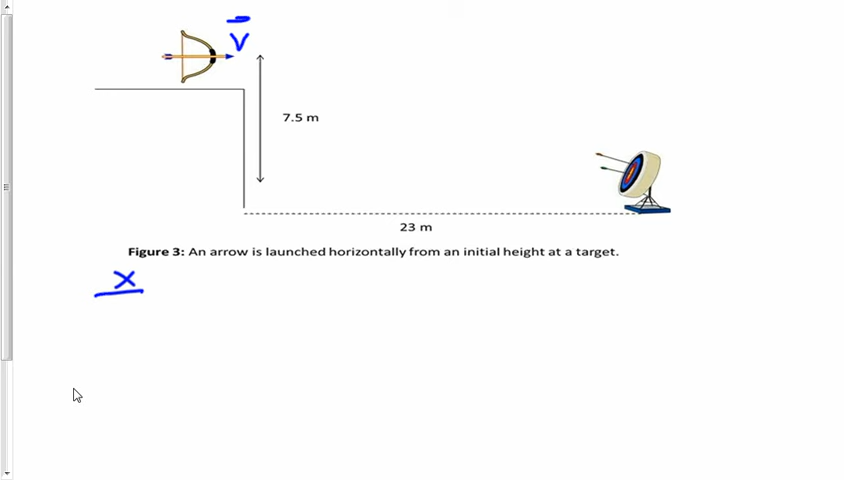 V
7.5 m
23 m
Figure 3: An arrow is launched horizontally from an initial height at a target.
x